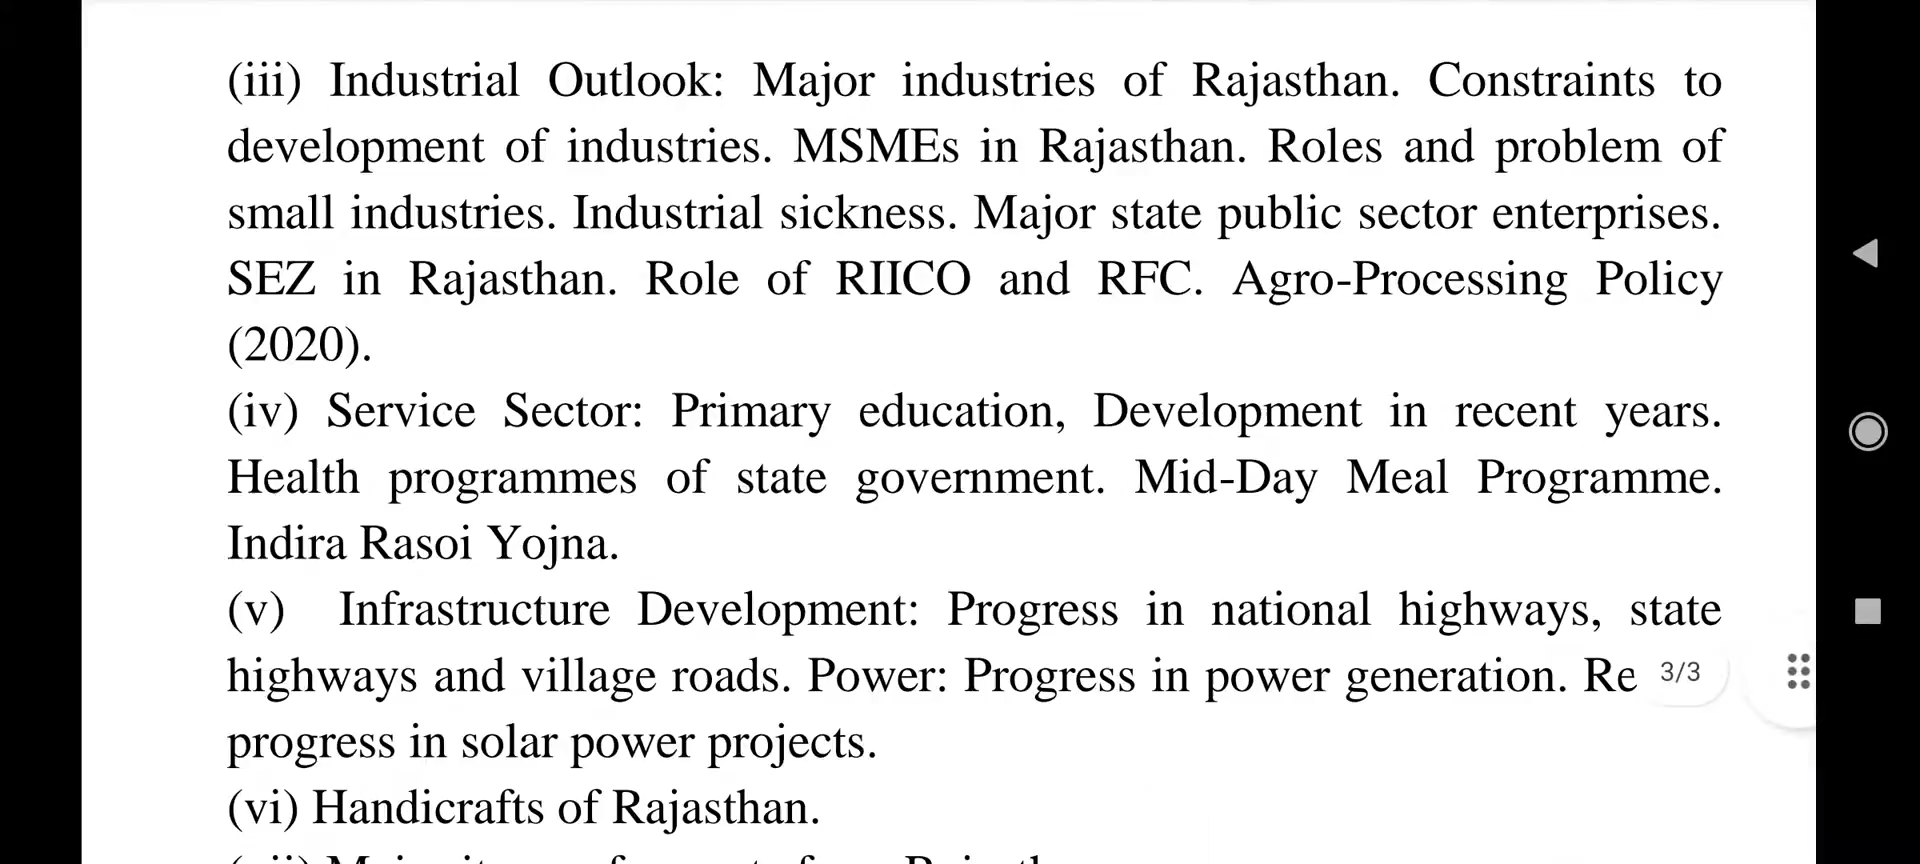 (iii) Industrial Outlook: Major industries of Rajasthan. Constraints to
development of industries. MSMEs in Rajasthan. Roles and problem of
small industries. Industrial sickness. Major state public sector enterprises.
SEZ in Rajasthan. Role of RIICO and RFC. Agro-Processing Policy
(2020).
(iv) Service Sector: Primary education, Development in recent years.
Health programmes of state government. Mid-Day Meal Programme.
Indira Rasoi Yojna.
(v) Infrastructure Development: Progress in national highways, state
highways and village roads. Power: Progress in power generation. Re 3/3
progress in solar power projects.
(vi) Handicrafts of Rajasthan.